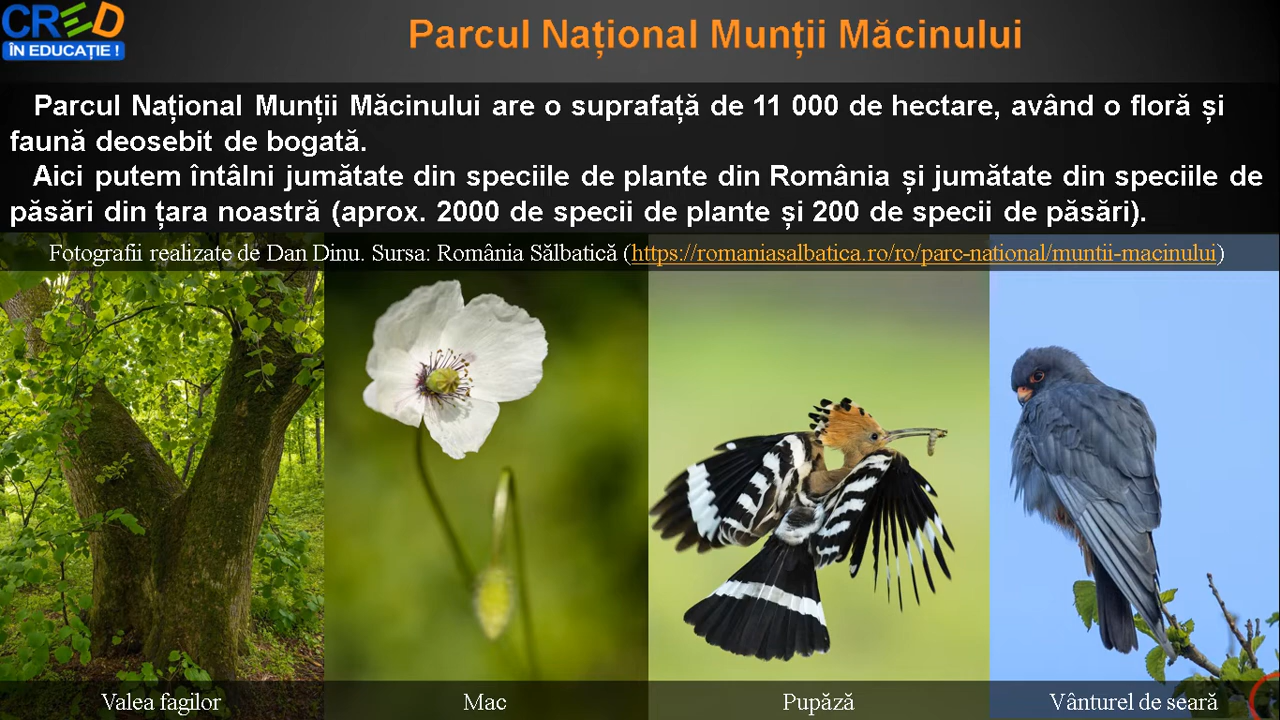 CRED
ÎN EDUCAȚIE !
Parcul Național Munții Măcinului
Parcul Național Munții Măcinului are o suprafață de 11 000 de hectare, având o floră și
faună deosebit de bogată.
Aici putem întâlni jumătate din speciile de plante din România și jumătate din speciile de
păsări din țara noastră (aprox. 2000 de specii de plante și 200 de specii de păsări).
Fotografii realizate de Dan Dinu. Sursa: România Sălbatică (https://romaniasalbatica.ro/ro/parc-national/muntii-macinului)
Valea fagilor
Mac
Pupăză
Vânturel de seară